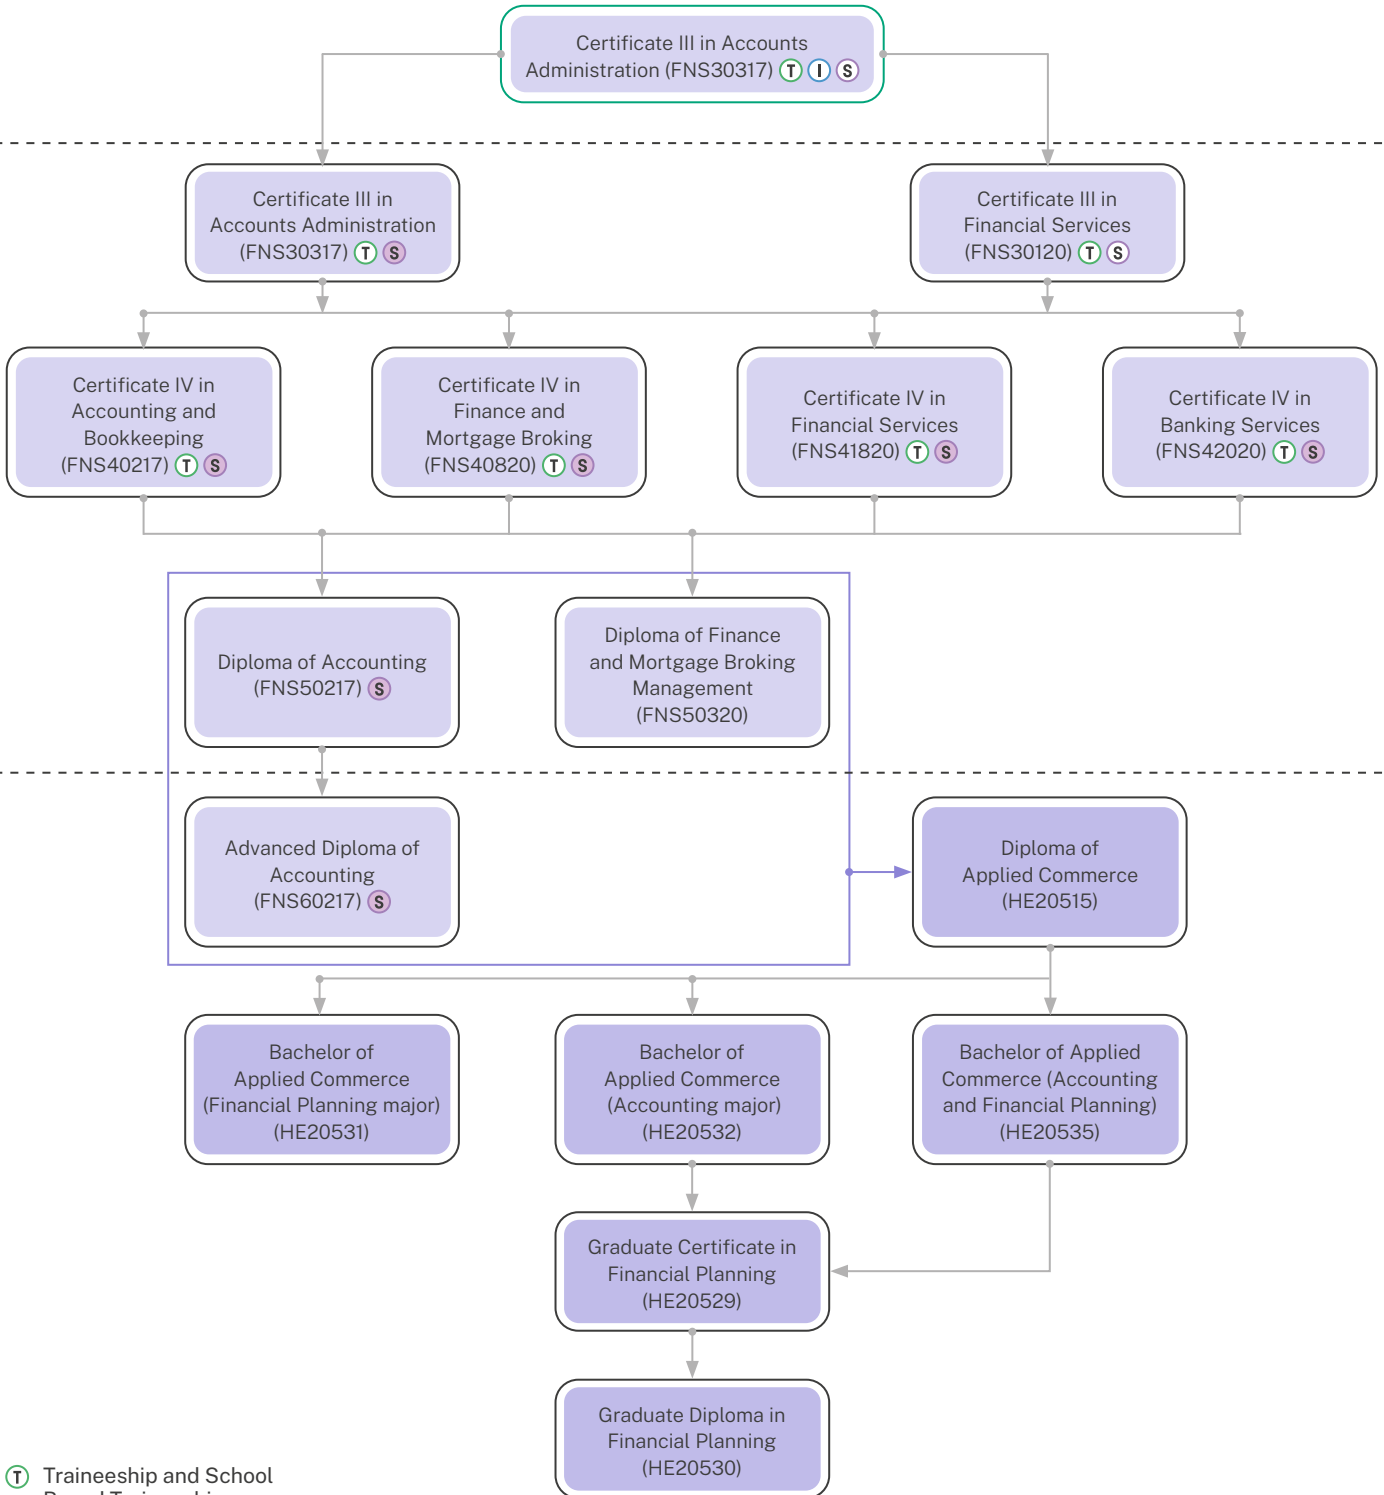 Certificate III in Accounts
Administration (FNS30317) T I S
Certificate III in
Accounts Administration
(FNS30317) T S
Certificate III in
Financial Services
(FNS30120) T S
Certificate IV in
Accounting and
Bookkeeping
(FNS40217) T S
Certificate IV in
Finance and
Mortgage Broking
(FNS40820) T S
Certificate IV in
Financial Services
(FNS41820) T S
Certificate IV in
Banking Services
(FNS42020) T S
Diploma of Accounting
(FNS50217) S
Diploma of Finance
and Mortgage Broking
Management
(FNS50320)
Advanced Diploma of
Accounting
(FNS60217) S
Diploma of
Applied Commerce
(HE20515)
Bachelor of
Applied Commerce
(Financial Planning major)
(HE20531)
Bachelor of
Applied Commerce
(Accounting major)
(HE20532)
Bachelor of Applied
Commerce (Accounting
and Financial Planning)
(HE20535)
Graduate Certificate in
Financial Planning
(HE20529)
Graduate Diploma in
Financial Planning
(HE20530)
T Traineeship and School